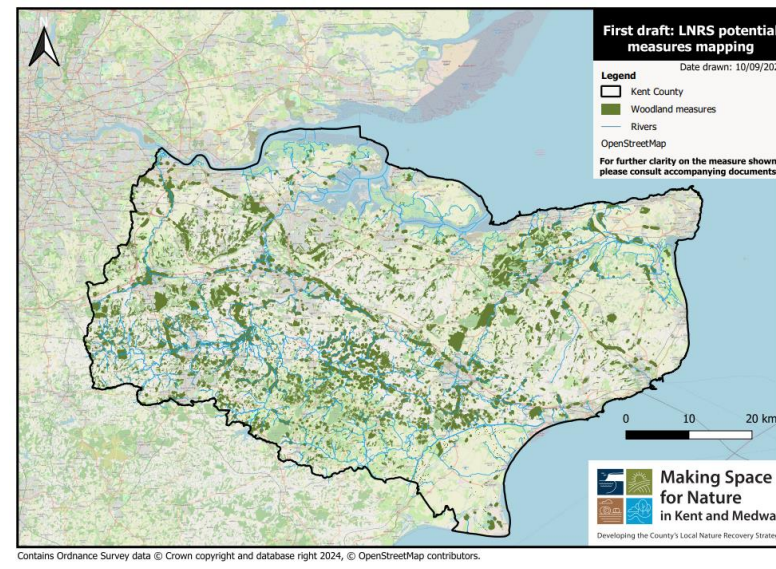 First draft: LNRS potential
measures mapping
Date drawn: 10/09/202
Legend
Kent County
Woodland measures
Rivers
OpenStreetMap
For further clarity on the measure shown,
please consult accompanying documents
0 10 20 km
Making Space
for Nature
in Kent and Medwa
Developing the County's Local Nature Recovery Strate
Contains Ordnance Survey data © Crown copyright and database right 2024, © OpenStreetMap contributors.